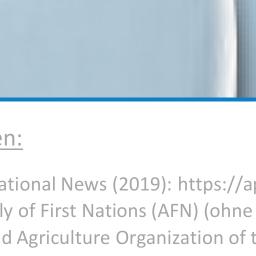 en:
ational News (2019): https://ap
ly of First Nations (AFN) (ohne
d Agriculture Organization of t